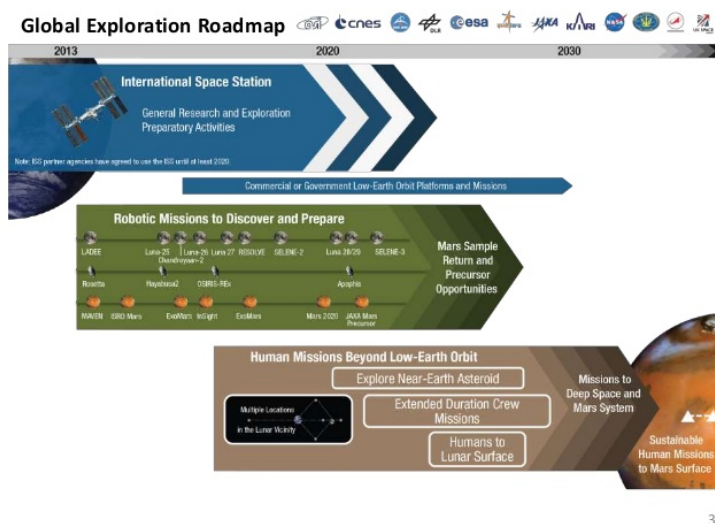 Global Exploration Roadmap
cnes
DLR
esa
JAXA
KARI
NASA
UK SPACE
2013
2020
2030
International Space Station
General Research and Exploration
Preparatory Activities
Note: ISS partner agencies have agreed to use the ISS until at least 2020.
Commercial or Government Low-Earth Orbit Platforms and Missions
Robotic Missions to Discover and Prepare
LADEE
Luna-25
Chandrayaan-2
Luna-26
Luna 27
RESOLVE
SELENE-2
Luna 28/29
SELENE-3
Rosetta
Hayabusa2
OSIRIS-REx
Apophis
MAVEN
ISRO Mars
ExoMars
InSight
ExoMars
Mars 2020
JAXA Mars
Precursor
Mars Sample
Return and
Precursor
Opportunities
Human Missions Beyond Low-Earth Orbit
Explore Near-Earth Asteroid
Multiple Locations
in the Lunar Vicinity
Extended Duration Crew
Missions
Humans to
Lunar Surface
Missions to
Deep Space and
Mars System
Sustainable
Human Missions
to Mars Surface
3